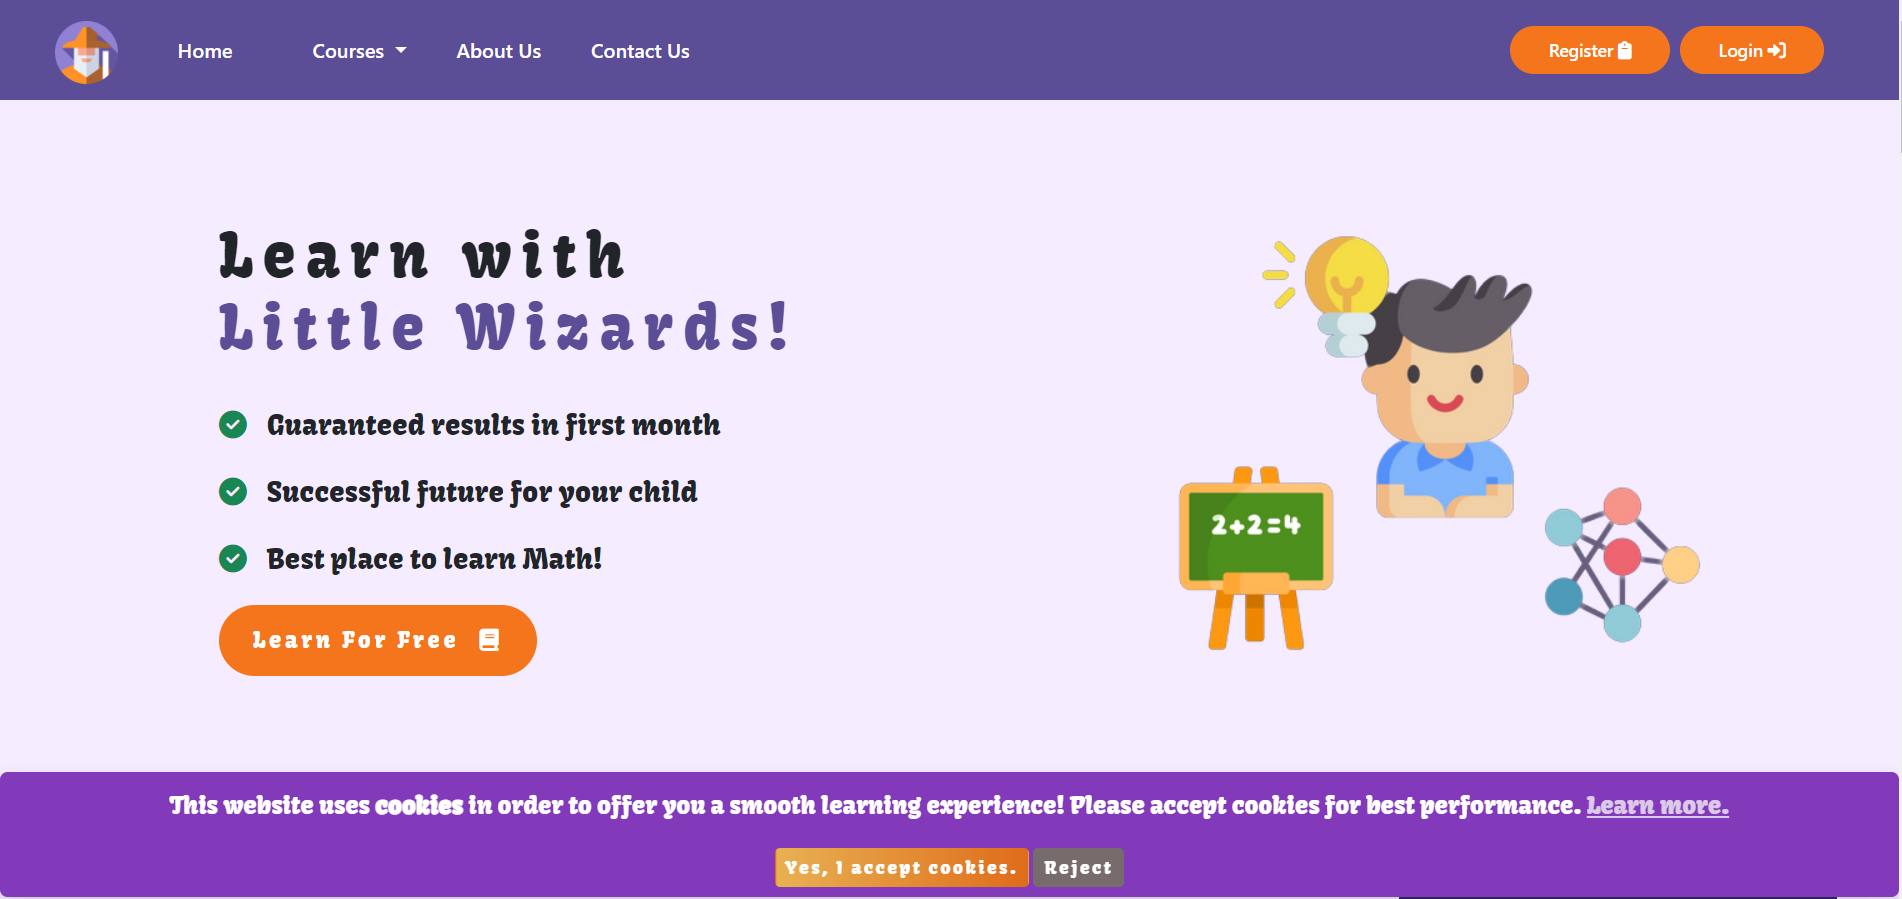 Home Courses About Us Contact Us Register Login
Learn with
Little Wizards!
Guaranteed results in first month
Successful future for your child
Best place to learn Math!
Learn For Free
2+2=4
This website uses cookies in order to offer you a smooth learning experience! Please accept cookies for best performance. Learn more.
Yes, I accept cookies. Reject